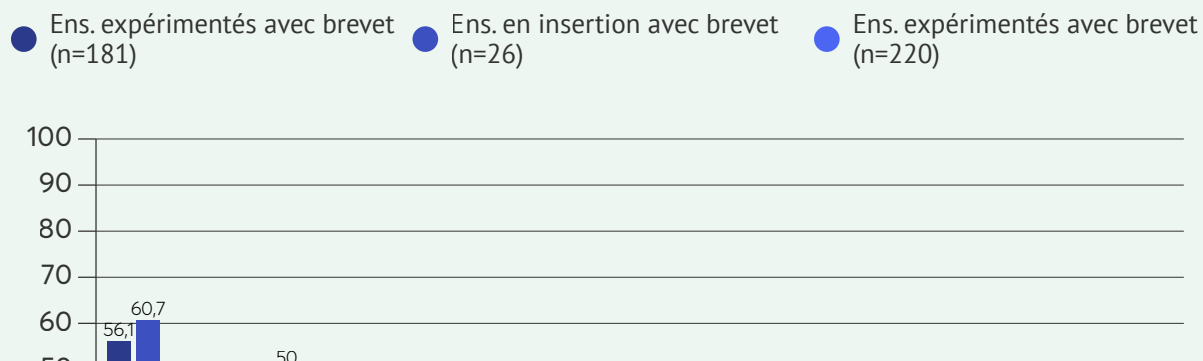 Ens. expérimentés avec brevet
(n=181)
Ens. en insertion avec brevet
(n=26)
Ens. expérimentés avec brevet
(n=220)
100
90
80
70
60
60,7
56,1
50
50